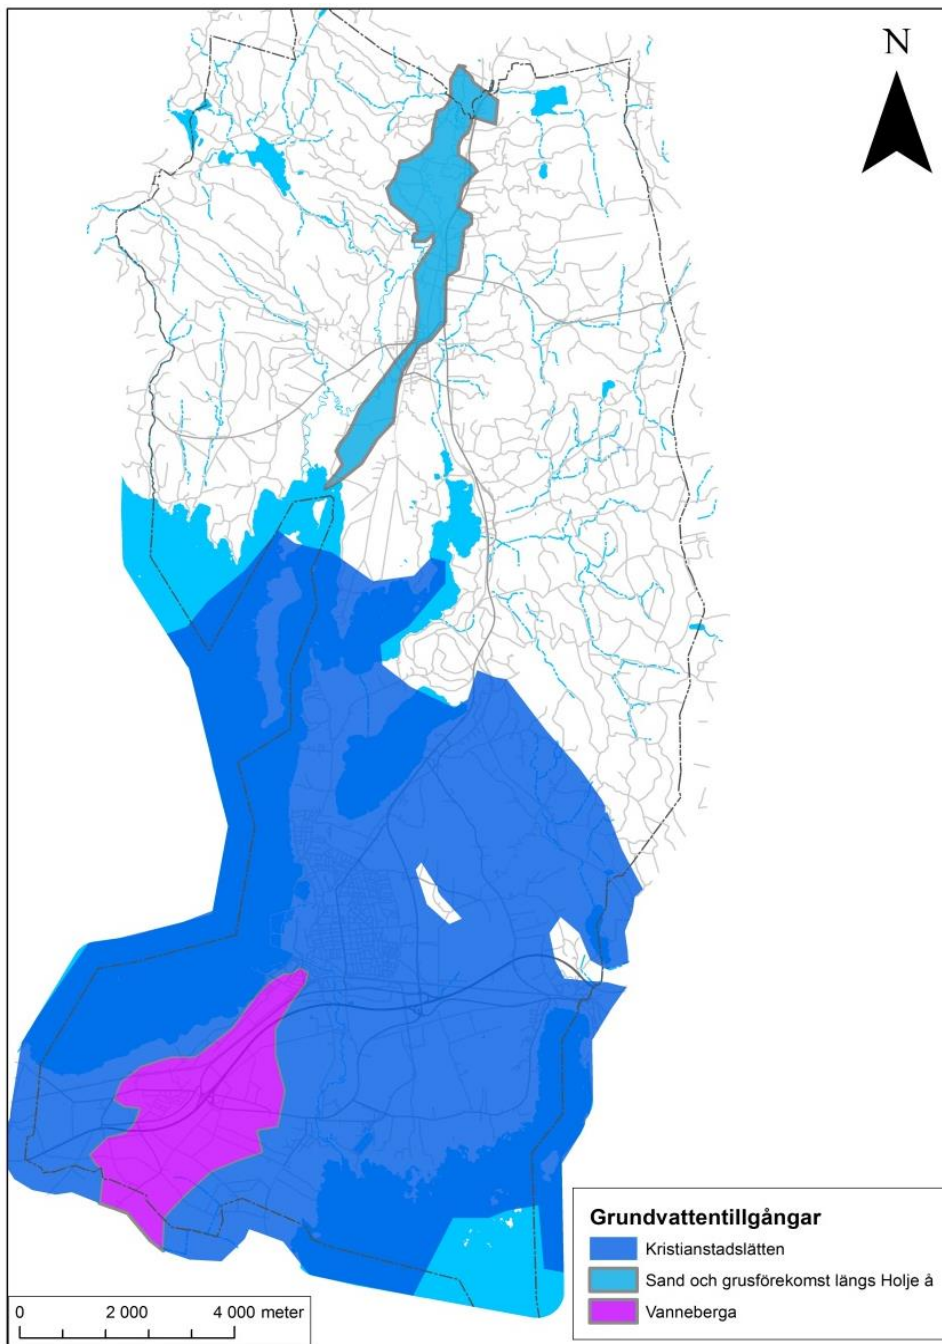 N
Grundvattentillgångar
Kristianstadslätten
Sand och grusförekomst längs Holje å
Vanneberga
0 2 000 4 000 meter